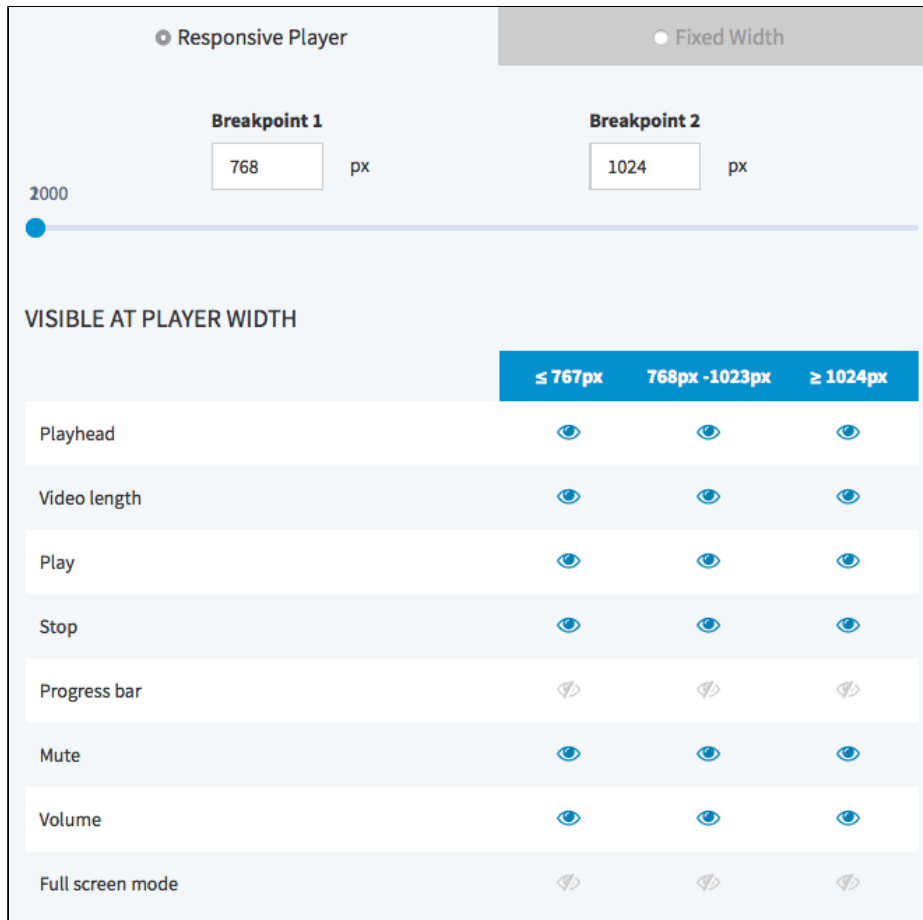 Responsive Player Fixed Width
Breakpoint 1 Breakpoint 2
768 px 1024 px
VISIBLE AT PLAYER WIDTH
≤ 767px 768px -1023px ≥ 1024px
Playhead
Video length
Play
Stop
Progress bar
Mute
Volume
Full screen mode